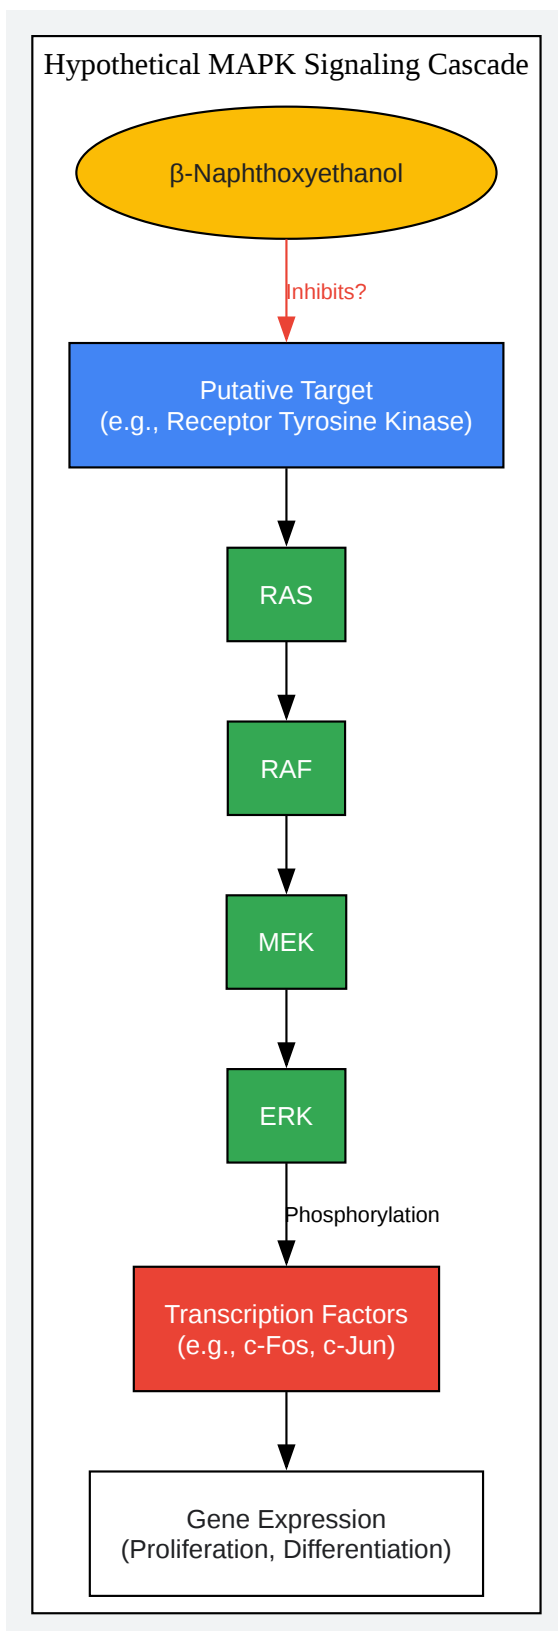 Hypothetical MAPK Signaling Cascade
β-Naphthoxyethanol
Inhibits?
Putative Target
(e.g., Receptor Tyrosine Kinase)
RAS
RAF
MEK
ERK
Phosphorylation
Transcription Factors
(e.g., c-Fos, c-Jun)
Gene Expression
(Proliferation, Differentiation)